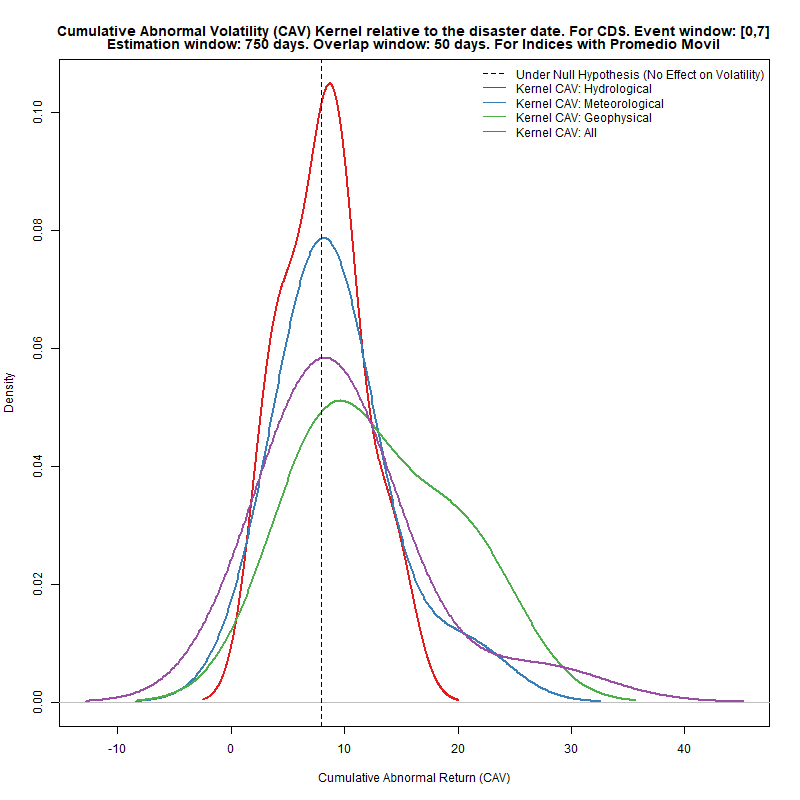 Cumulative Abnormal Volatility (CAV) Kernel relative to the disaster date. For CDS. Event window: [0,7]
Estimation window: 750 days. Overlap window: 50 days. For Indices with Promedio Movil
Under Null Hypothesis (No Effect on Volatility)
Kernel CAV: Hydrological
Kernel CAV: Meteorological
Kernel CAV: Geophysical
Kernel CAV: All
0.10
0.08
0.06
0.04
0.02
0.00
Density
-10 0 10 20 30 40
Cumulative Abnormal Return (CAV)